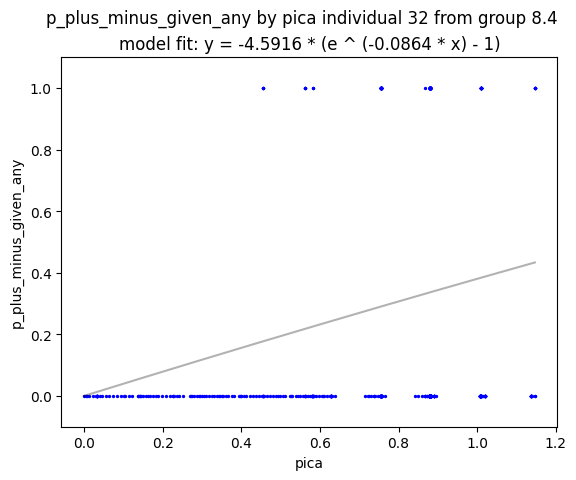 p_plus_minus_given_any by pica individual 32 from group 8.4
model fit: y = -4.5916 * (e ^ (-0.0864 * x) - 1)
1.0
0.8
0.6
0.4
0.2
0.0
p_plus_minus_given_any
0.0 0.2 0.4 0.6 0.8 1.0 1.2
pica